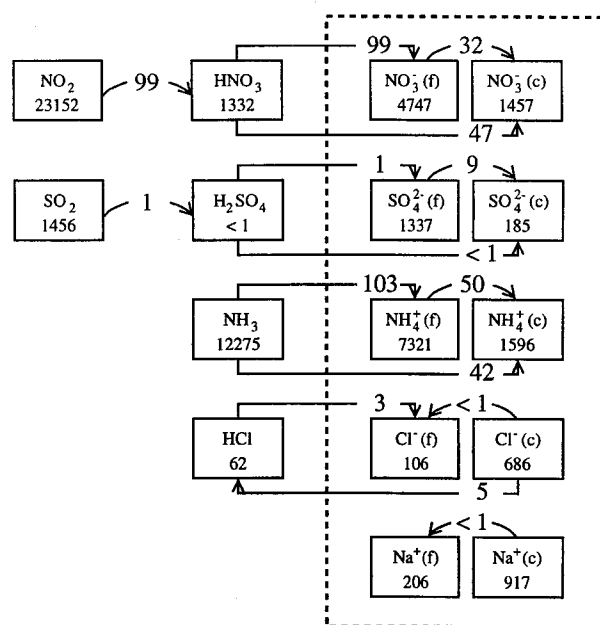 99 32
NO₂ 23152
99
HNO₃ 1332
NO₃⁻(f) 4747
NO₃⁻(c) 1457
47
1 9
SO₂ 1456
1
H₂SO₄ < 1
SO₄²⁻(f) 1337
SO₄²⁻(c) 185
< 1
103 50
NH₃ 12275
NH₄⁺(f) 7321
NH₄⁺(c) 1596
42
3 < 1
HCl 62
Cl⁻(f) 106
Cl⁻(c) 686
5
< 1
Na⁺(f) 206
Na⁺(c) 917